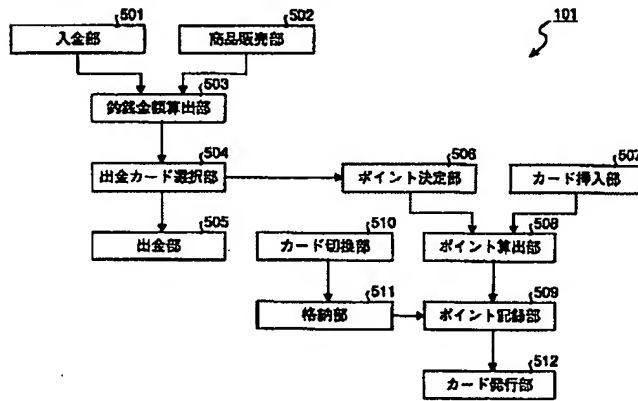 501
502
101
入金部
商品販売部
503
釣銭金額算出部
504
506
507
出金カード選択部
ポイント決定部
カード挿入部
505
510
508
出金部
カード切換部
ポイント算出部
511
509
格納部
ポイント記録部
512
カード発行部